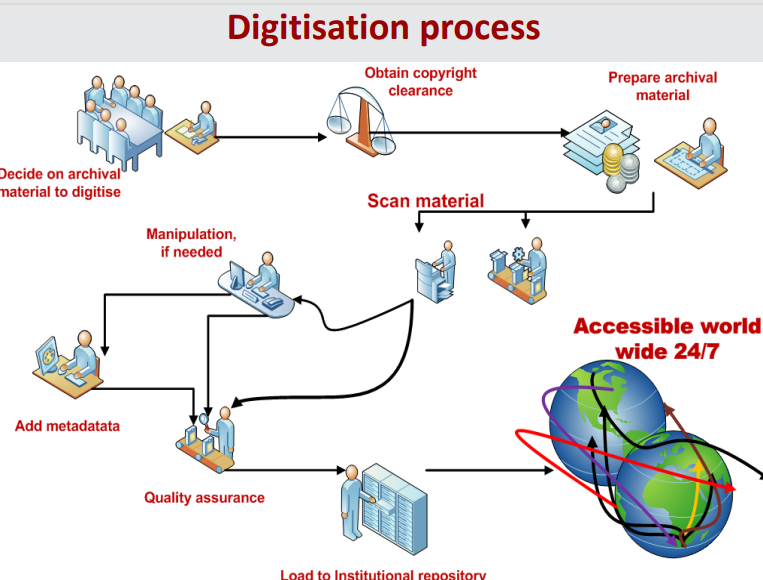 Digitisation process
Obtain copyright
clearance
Prepare archival
material
Decide on archival
material to digitise
Scan material
Manipulation,
if needed
Accessible world
wide 24/7
Add metadatata
Quality assurance
Load to Institutional repository